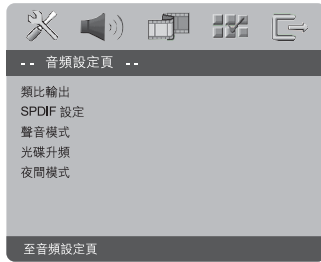 -- 音頻設定頁 --
類比輸出
SPDIF 設定
聲音模式
光碟升頻
夜間模式
至音頻設定頁